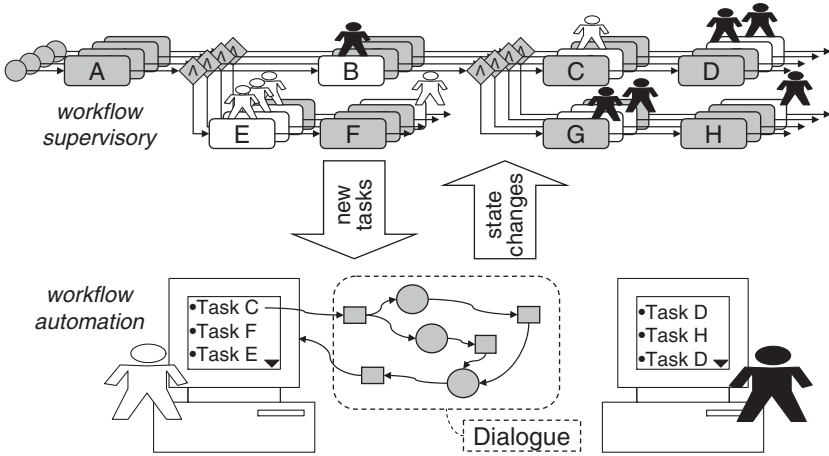 A
∧ ∧ ∧ ∧
B
∧ ∧ ∧ ∧
C
D
workflow
supervisory
E
F
G
H
new
tasks
state
changes
workflow
automation
•Task C
•Task F
•Task E
•Task D
•Task H
•Task D
Dialogue